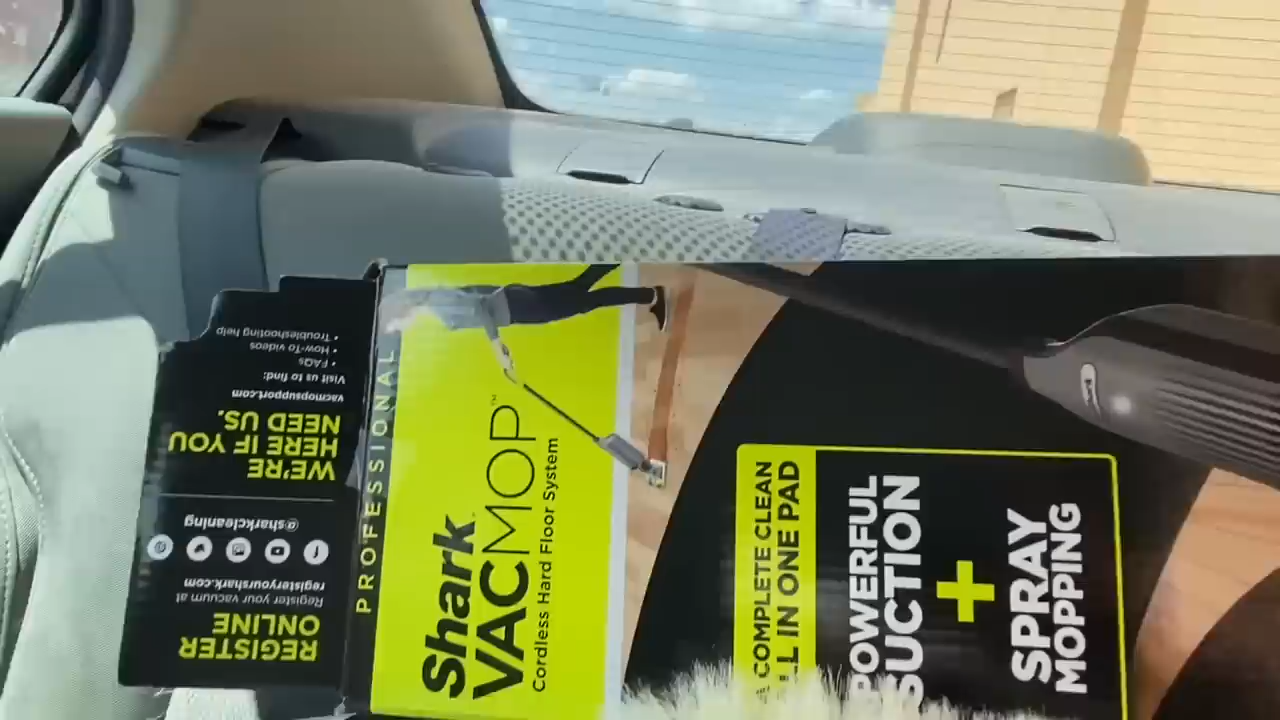 PROFESSIONAL
Shark
VACMOP™
Cordless Hard Floor System
A COMPLETE CLEAN
ALL IN ONE PAD
POWERFUL
SUCTION
+
SPRAY
MOPPING
REGISTER
ONLINE
Register your vacuum at
registeryourshark.com
@sharkcleaning
WE'RE
HERE IF YOU
NEED US.
vacmopsupport.com
Visit us to find:
• FAQs
• How-To videos
• Troubleshooting help